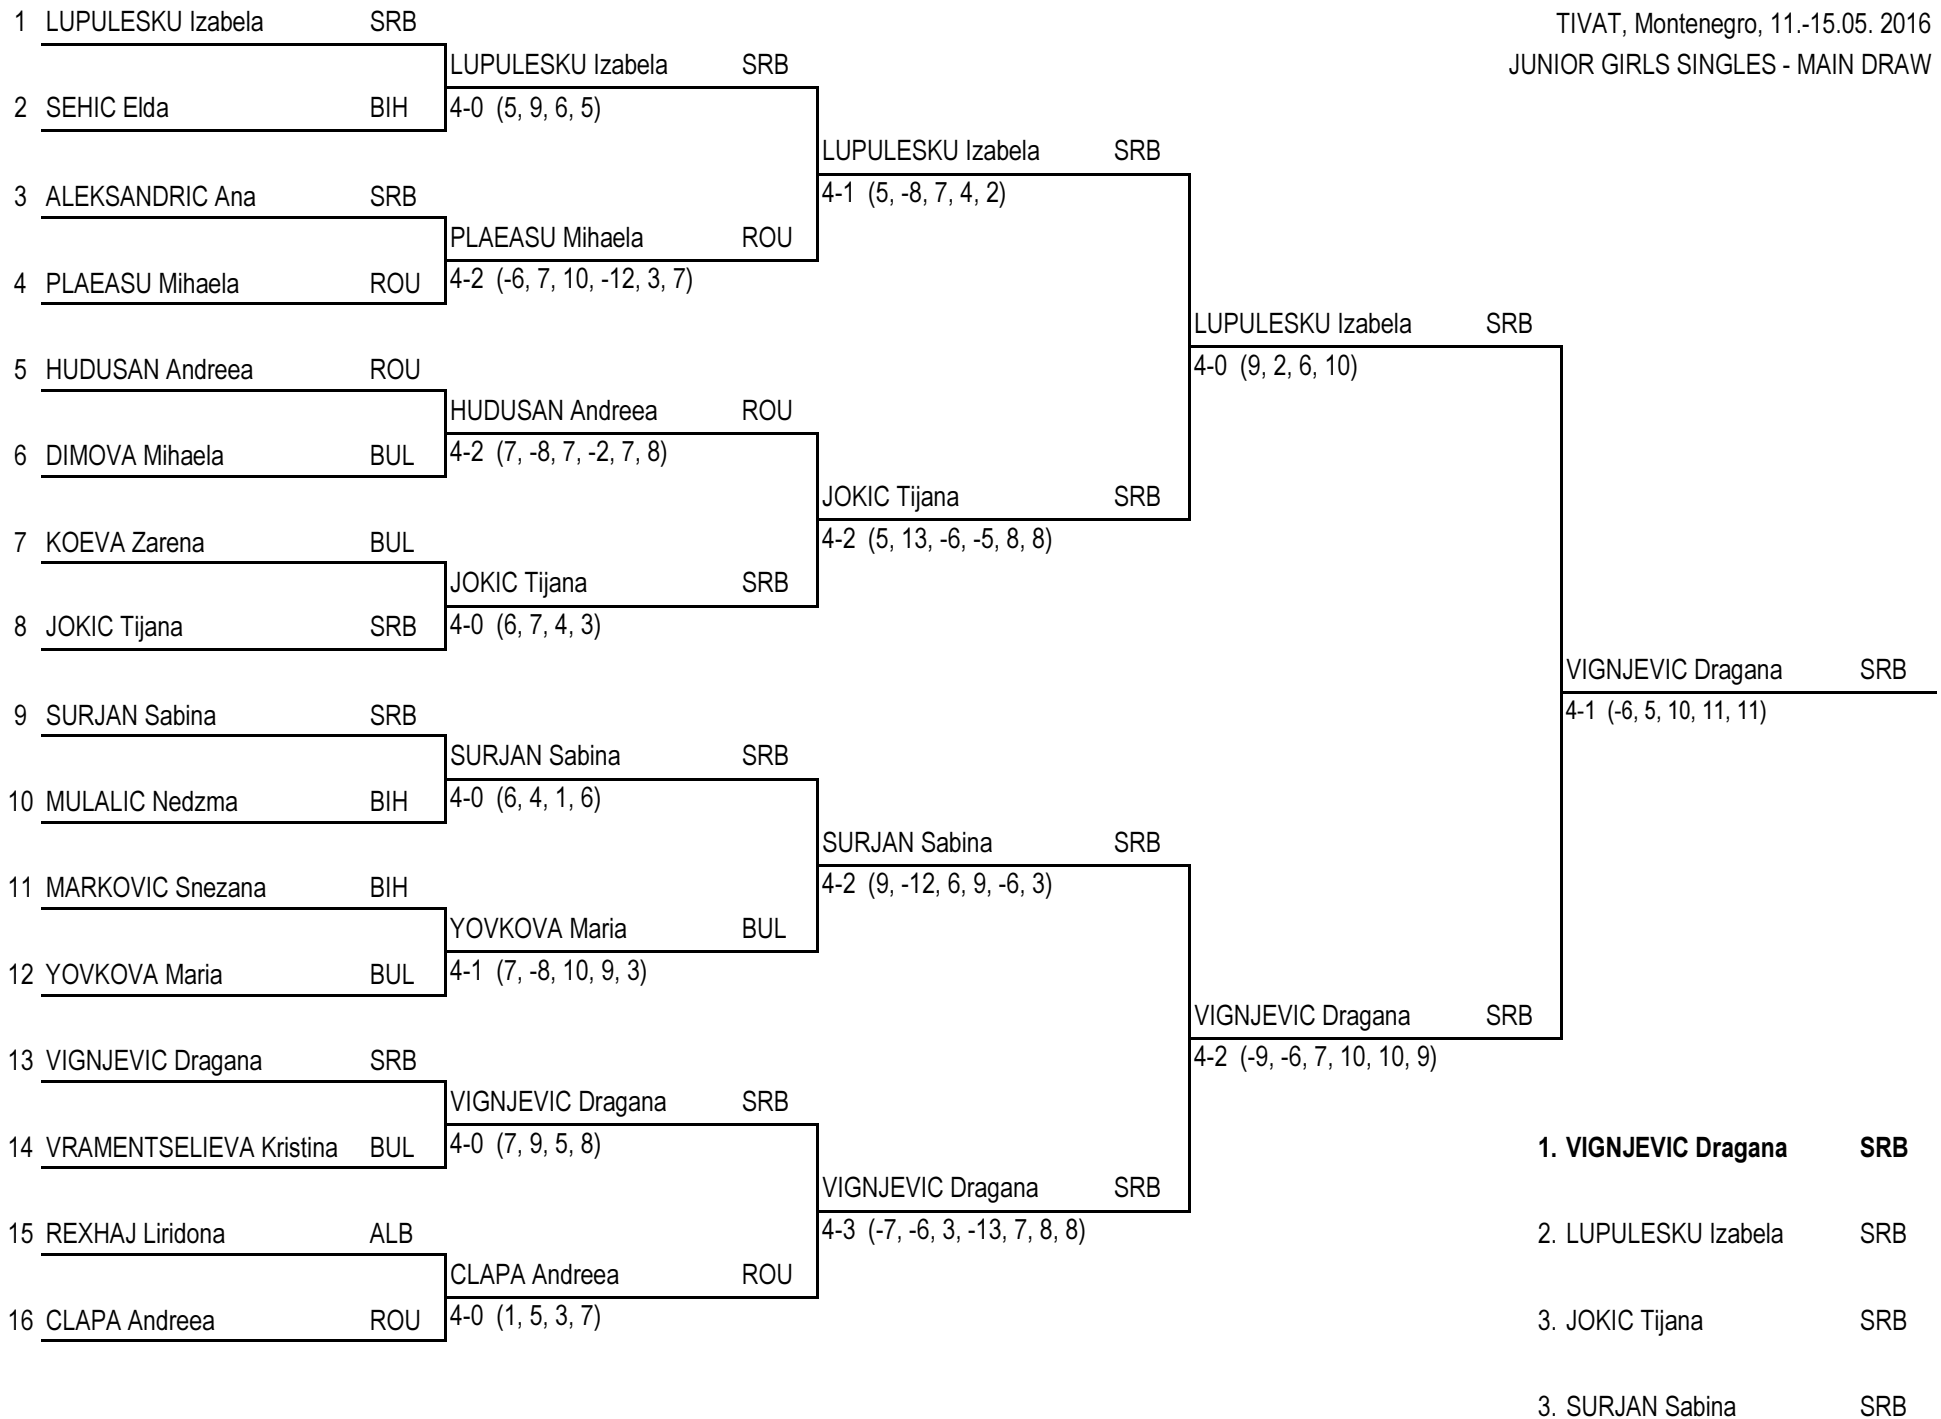 TIVAT, Montenegro, 11.-15.05. 2016
JUNIOR GIRLS SINGLES - MAIN DRAW
1 LUPULESKU Izabela SRB
LUPULESKU Izabela SRB
2 SEHIC Elda BIH
4-0 (5, 9, 6, 5)
LUPULESKU Izabela SRB
4-1 (5, -8, 7, 4, 2)
3 ALEKSANDRIC Ana SRB
PLAEASU Mihaela ROU
4-2 (-6, 7, 10, -12, 3, 7)
4 PLAEASU Mihaela ROU
LUPULESKU Izabela SRB
4-0 (9, 2, 6, 10)
5 HUDUSAN Andreea ROU
HUDUSAN Andreea ROU
4-2 (7, -8, 7, -2, 7, 8)
6 DIMOVA Mihaela BUL
JOKIC Tijana SRB
4-2 (5, 13, -6, -5, 8, 8)
7 KOEVA Zarena BUL
JOKIC Tijana SRB
4-0 (6, 7, 4, 3)
8 JOKIC Tijana SRB
VIGNJEVIC Dragana SRB
4-1 (-6, 5, 10, 11, 11)
9 SURJAN Sabina SRB
SURJAN Sabina SRB
4-0 (6, 4, 1, 6)
10 MULALIC Nedzma BIH
SURJAN Sabina SRB
4-2 (9, -12, 6, 9, -6, 3)
11 MARKOVIC Snezana BIH
YOVKOVA Maria BUL
4-1 (7, -8, 10, 9, 3)
12 YOVKOVA Maria BUL
VIGNJEVIC Dragana SRB
4-2 (-9, -6, 7, 10, 10, 9)
13 VIGNJEVIC Dragana SRB
VIGNJEVIC Dragana SRB
4-0 (7, 9, 5, 8)
14 VRAMENTSELIEVA Kristina BUL
VIGNJEVIC Dragana SRB
4-3 (-7, -6, 3, -13, 7, 8, 8)
15 REXHAJ Liridona ALB
CLAPA Andreea ROU
4-0 (1, 5, 3, 7)
16 CLAPA Andreea ROU
1. VIGNJEVIC Dragana SRB
2. LUPULESKU Izabela SRB
3. JOKIC Tijana SRB
3. SURJAN Sabina SRB